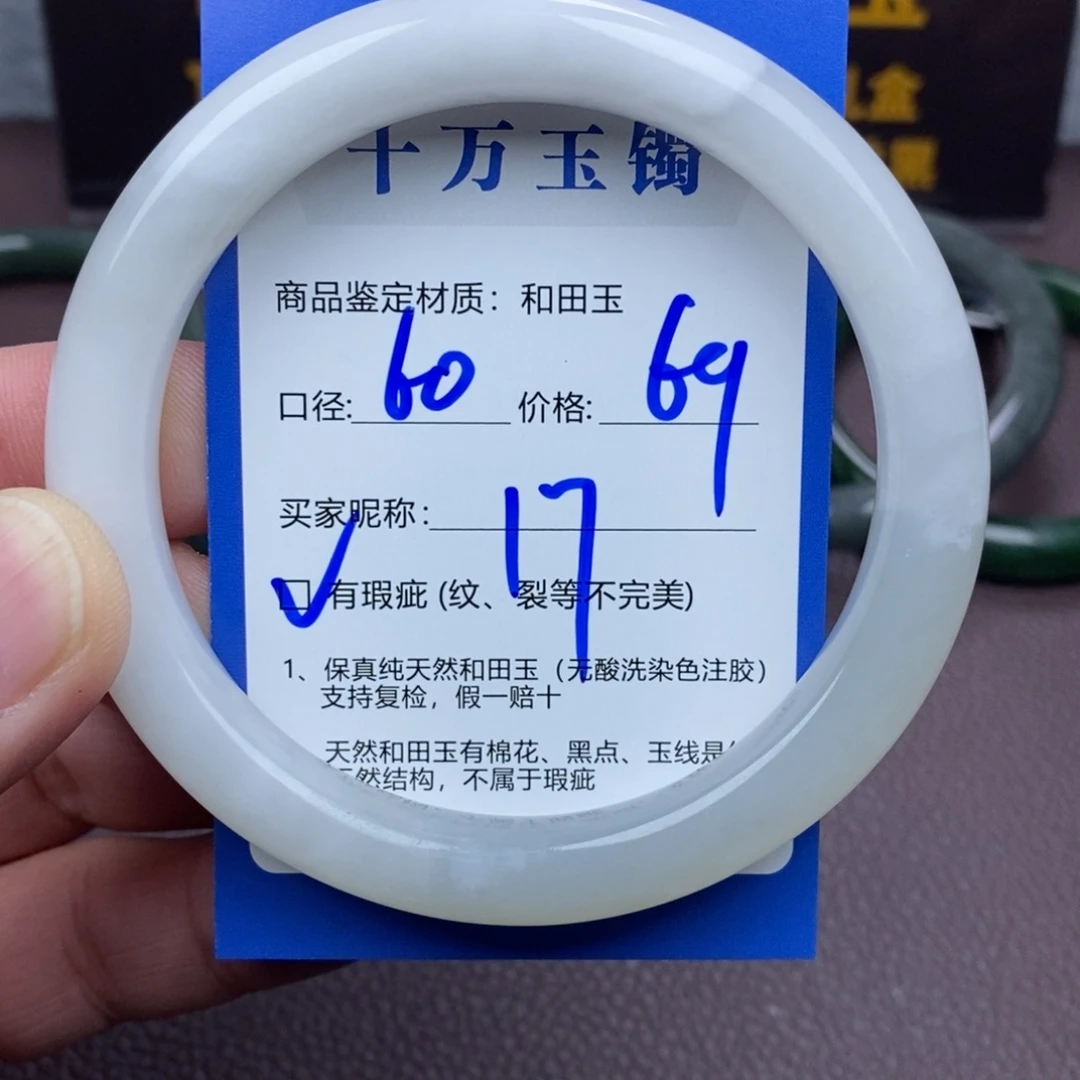 玉
礼盒
票
十万玉镯
商品鉴定材质：和田玉
口径: 60 价格: 69
买家昵称: 17
✓ 有瑕疵 (纹、裂等不完美)
1、保真纯天然和田玉（无酸洗染色注胶）
支持复检，假一赔十
天然和田玉有棉花、黑点、玉线是
天然结构，不属于瑕疵